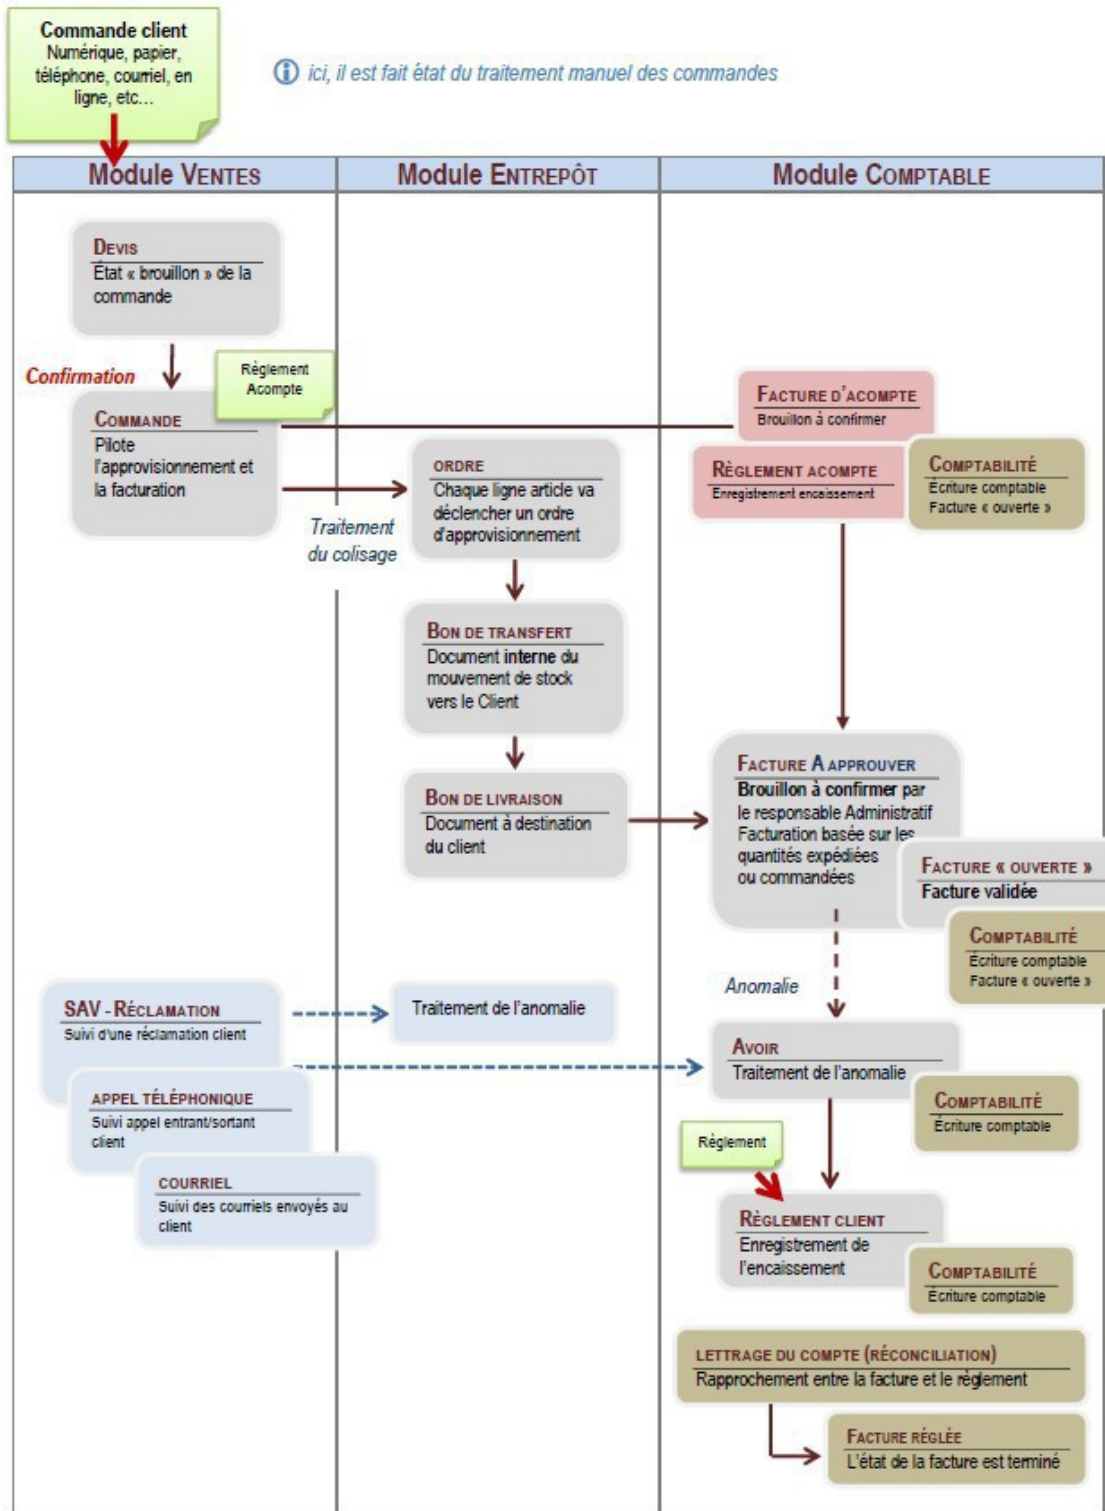 Commande client
Numérique, papier,
téléphone, courriel, en
ligne, etc…
ici, il est fait état du traitement manuel des commandes
Module VENTES
Module ENTREPÔT
Module COMPTABLE
DEVIS
État « brouillon » de la
commande
Confirmation
Règlement
Acompte
COMMANDE
Pilote
l'approvisionnement et
la facturation
FACTURE D'ACOMPTE
Brouillon à confirmer
RÈGLEMENT ACOMPTE
Enregistrement encaissement
COMPTABILITÉ
Écriture comptable
Facture « ouverte »
ORDRE
Chaque ligne article va
déclencher un ordre
d'approvisionnement
Traitement
du colisage
BON DE TRANSFERT
Document interne du
mouvement de stock
vers le Client
BON DE LIVRAISON
Document à destination
du client
FACTURE A APPROUVER
Brouillon à confirmer par
le responsable Administratif
Facturation basée sur les
quantités expédiées
ou commandées
FACTURE « OUVERTE »
Facture validée
COMPTABILITÉ
Écriture comptable
Facture « ouverte »
Anomalie
SAV - RÉCLAMATION
Suivi d'une réclamation client
Traitement de l'anomalie
AVOIR
Traitement de l'anomalie
COMPTABILITÉ
Écriture comptable
APPEL TÉLÉPHONIQUE
Suivi appel entrant/sortant
client
COURRIEL
Suivi des courriels envoyés au
client
Règlement
RÈGLEMENT CLIENT
Enregistrement de
l'encaissement
COMPTABILITÉ
Écriture comptable
LETTRAGE DU COMPTE (RÉCONCILIATION)
Rapprochement entre la facture et le règlement
FACTURE RÉGLÉE
L'état de la facture est terminé